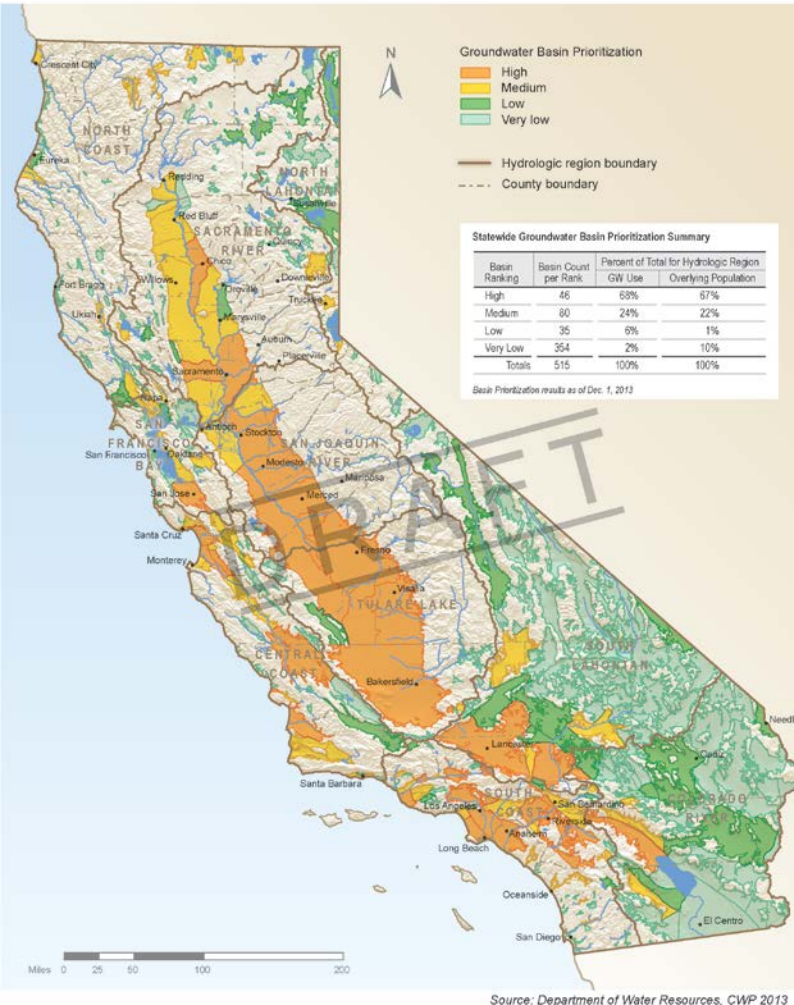 N
Groundwater Basin Prioritization
High
Medium
Low
Very low
Hydrologic region boundary
County boundary
Statewide Groundwater Basin Prioritization Summary
Basin Ranking Basin Count per Rank Percent of Total for Hydrologic Region
GW Use Overlying Population
High 46 68% 67%
Medium 80 24% 22%
Low 35 6% 1%
Very Low 354 2% 10%
Totals 515 100% 100%
Basin Prioritization results as of Dec. 1, 2013
Crescent City
NORTH
COAST
Eureka
Redding
NORTH
LAHONTAN
Susanville
Red Bluff
SACRAMENTO
RIVER
Quincy
Chico
Willows
Downieville
Fort Bragg
Oroville
Truckee
Ukiah
Marysville
Auburn
Placerville
Sacramento
Napa
SAN
FRANCISCO
BAY
Antioch
Stockton
San Francisco
Oakland
SAN JOAQUIN
RIVER
Modesto
Mariposa
San Jose
Merced
DRAFT
Santa Cruz
Monterey
Fresno
Visalia
TULARE LAKE
CENTRAL
COAST
SOUTH
LAHONTAN
Bakersfield
Lancaster
Cadiz
Santa Barbara
SOUTH
COAST
Los Angeles
San Bernardino
Riverside
COLORADO
RIVER
Anaheim
Long Beach
Oceanside
El Centro
San Diego
Miles 0 25 50 100 200
Source: Department of Water Resources, CWP 2013